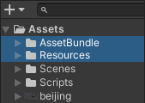 Assets
AssetBundle
Resources
Scenes
Scripts
beijing